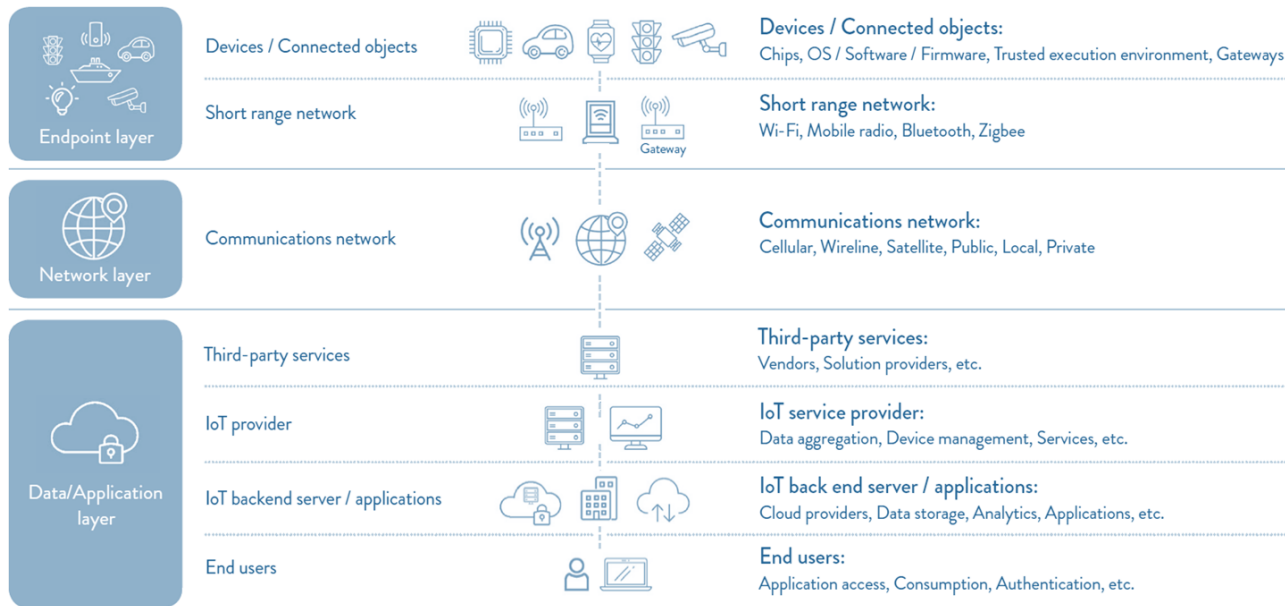 Endpoint layer
Devices / Connected objects
Devices / Connected objects:
Chips, OS / Software / Firmware, Trusted execution environment, Gateways
Short range network
Gateway
Short range network:
Wi-Fi, Mobile radio, Bluetooth, Zigbee
Network layer
Communications network
Communications network:
Cellular, Wireline, Satellite, Public, Local, Private
Data/Application
layer
Third-party services
Third-party services:
Vendors, Solution providers, etc.
IoT provider
IoT service provider:
Data aggregation, Device management, Services, etc.
IoT backend server / applications
IoT back end server / applications:
Cloud providers, Data storage, Analytics, Applications, etc.
End users
End users:
Application access, Consumption, Authentication, etc.